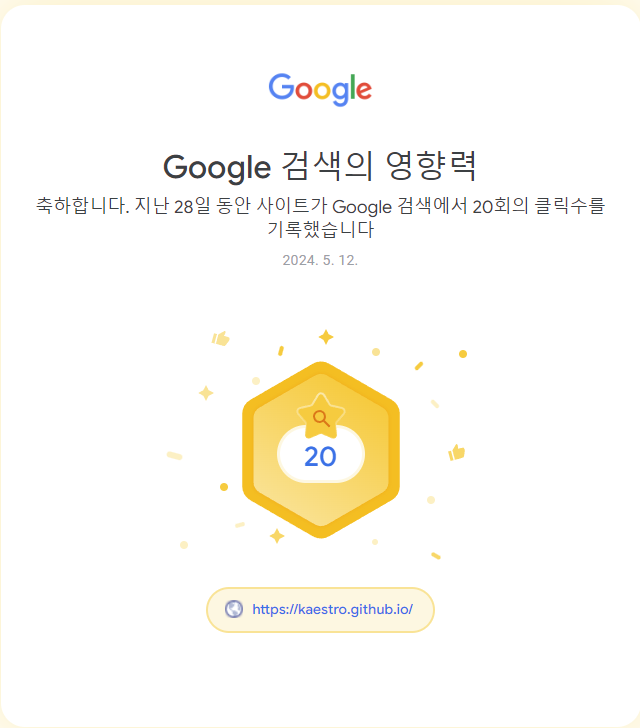 Google
Google 검색의 영향력
축하합니다. 지난 28일 동안 사이트가 Google 검색에서 20회의 클릭수를
기록했습니다
2024. 5. 12.
20
https://kaestro.github.io/